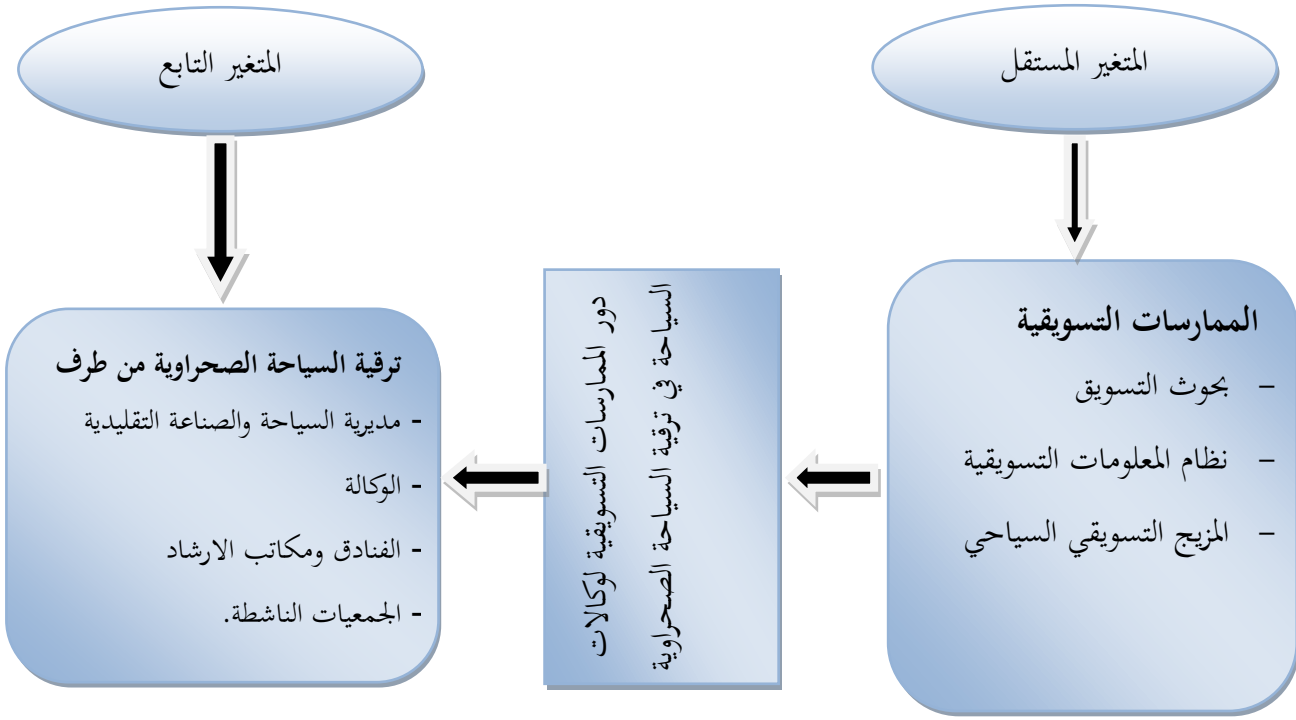 المتغير المستقل
المتغير التابع
الممارسات التسويقية
– بحوث التسويق
– نظام المعلومات التسويقية
– المزيج التسويقي السياحي
دور الممارسات التسويقية لوكالات
السياحة في ترقية السياحة الصحراوية
ترقية السياحة الصحراوية من طرف
- مديرية السياحة والصناعة التقليدية
- الوكالة
- الفنادق ومكاتب الارشاد
- الجمعيات الناشطة.